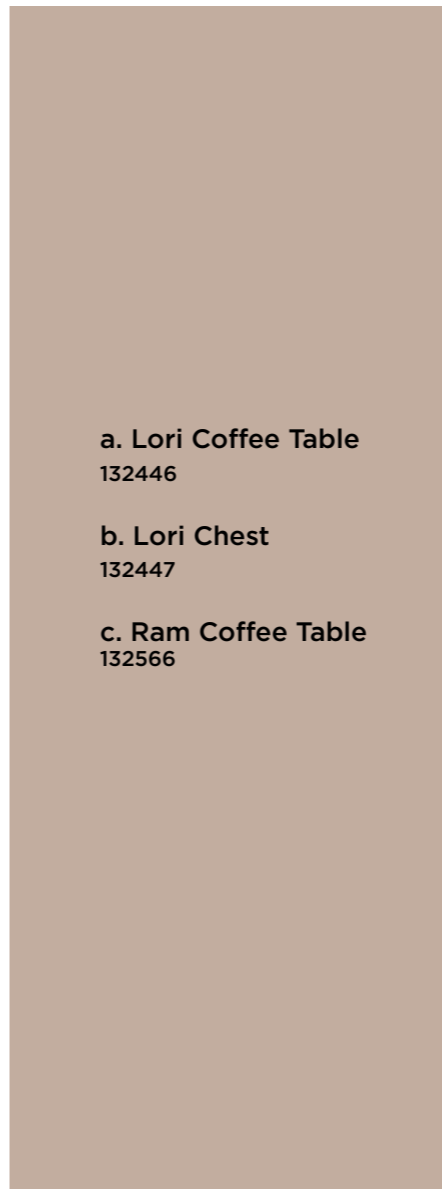 a. Lori Coffee Table
132446
b. Lori Chest
132447
c. Ram Coffee Table
132566